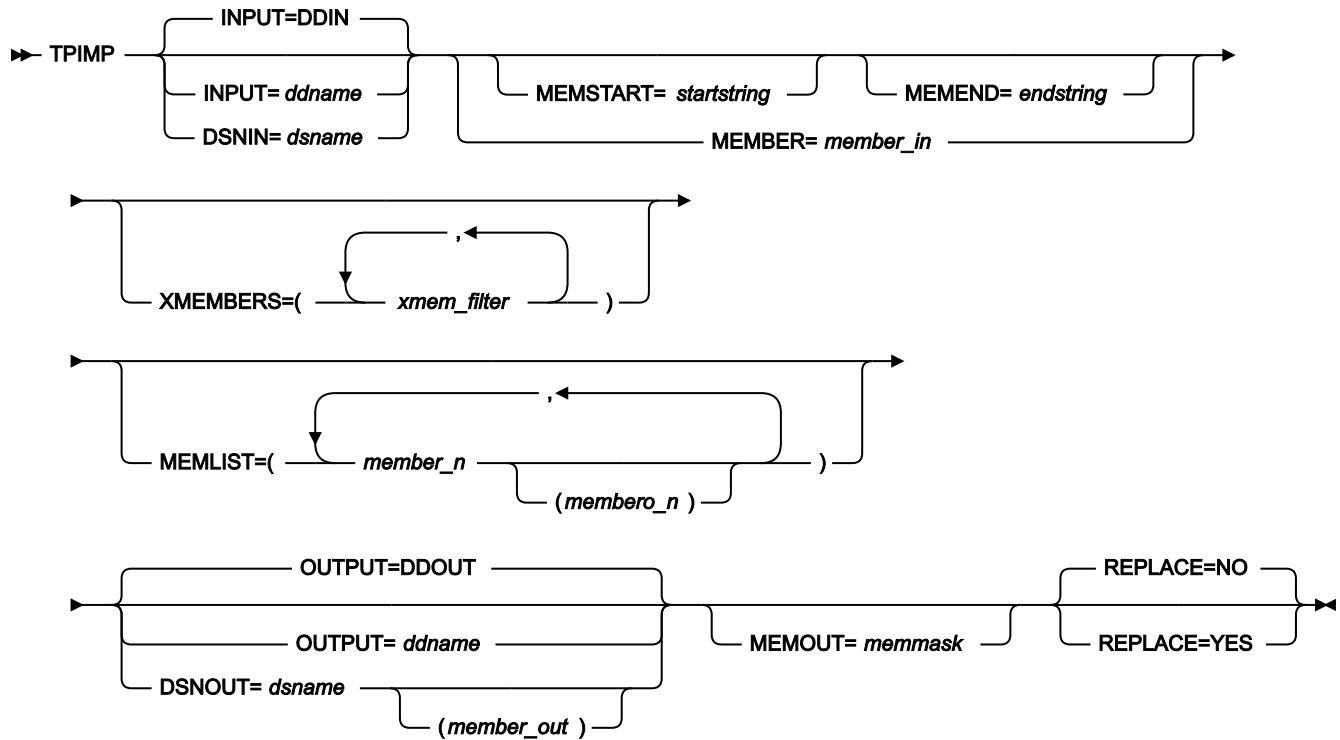 INPUT=DDIN
TPIMP
INPUT= ddname
DSNIN= dsname
MEMSTART= startstring
MEMEND= endstring
MEMBER= member_in
,
XMEMBERS=( xmem_filter )
,
MEMLIST=( member_n )
(membero_n )
OUTPUT=DDOUT
OUTPUT= ddname
DSNOUT= dsname
(member_out )
MEMOUT= memmask
REPLACE=NO
REPLACE=YES